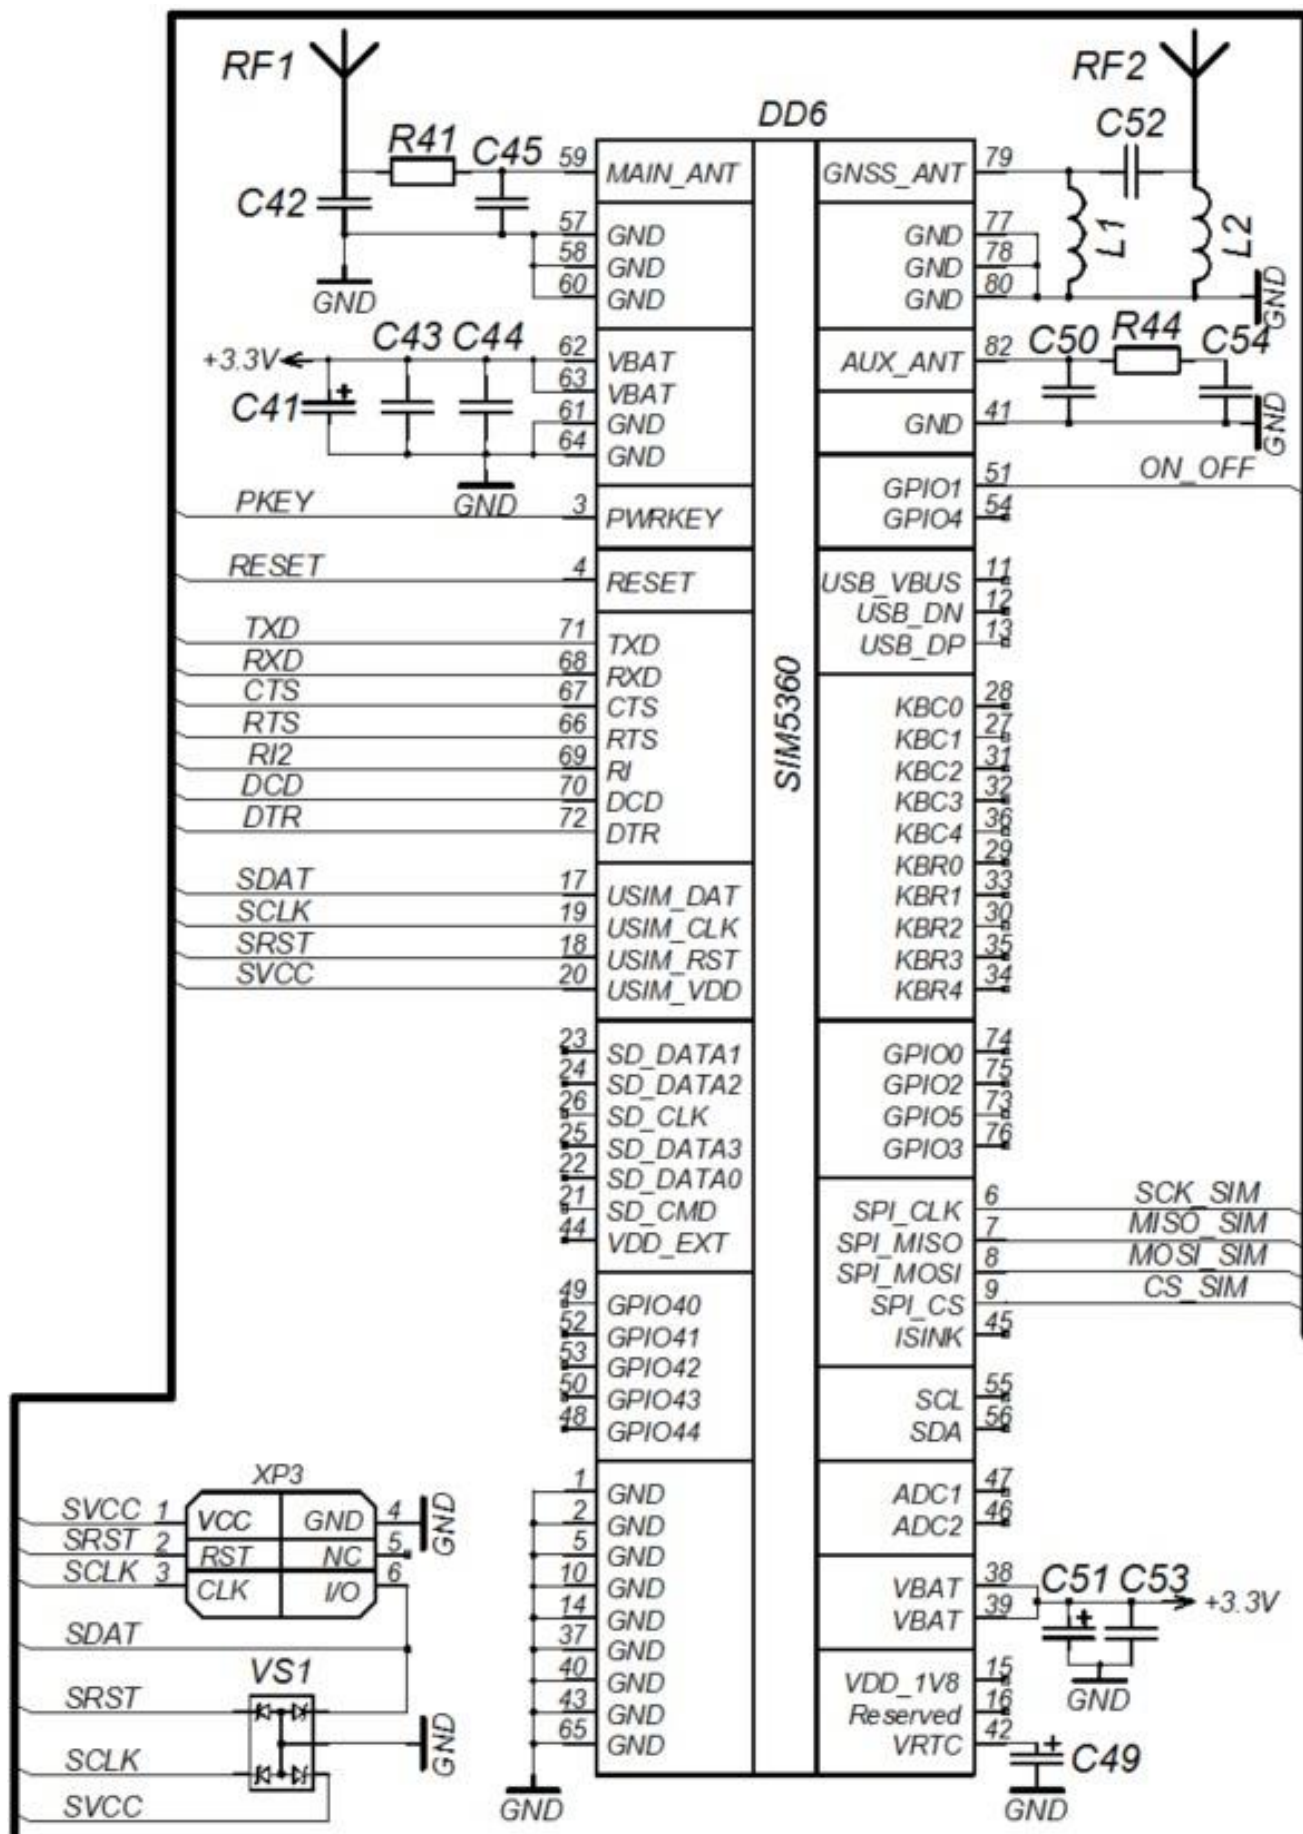 RF1
RF2
DD6
R41 C45 59 MAIN_ANT GNSS_ANT 79 C52
C42 57 GND GND 77 L1 L2
58 GND GND 78
60 GND GND 80 GND
GND
+3.3V C43 C44 62 VBAT AUX_ANT 82 C50 R44 C54
63 VBAT
C41 61 GND GND 41 GND
64 GND
GND
GPIO1 51 ON_OFF
PKEY 3 PWRKEY GPIO4 54
RESET 4 RESET USB_VBUS 11
USB_DN 12
TXD 71 TXD USB_DP 13
RXD 68 RXD SIM5360
CTS 67 CTS KBC0 28
RTS 66 RTS KBC1 27
RI2 69 RI KBC2 31
DCD 70 DCD KBC3 32
DTR 72 DTR KBC4 36
KBR0 29
SDAT 17 USIM_DAT KBR1 33
SCLK 19 USIM_CLK KBR2 30
SRST 18 USIM_RST KBR3 35
SVCC 20 USIM_VDD KBR4 34
23 SD_DATA1 GPIO0 74
24 SD_DATA2 GPIO2 75
26 SD_CLK GPIO5 73
25 SD_DATA3 GPIO3 76
22 SD_DATA0
21 SD_CMD SPI_CLK 6 SCK_SIM
44 VDD_EXT SPI_MISO 7 MISO_SIM
SPI_MOSI 8 MOSI_SIM
49 GPIO40 SPI_CS 9 CS_SIM
52 GPIO41 ISINK 45
53 GPIO42
50 GPIO43 SCL 55
48 GPIO44 SDA 56
XP3
1 GND ADC1 47
SVCC 1 VCC GND 4 GND 2 GND ADC2 46
SRST 2 RST NC 5 5 GND
SCLK 3 CLK I/O 6 10 GND VBAT 38 C51 C53 +3.3V
14 GND VBAT 39
SDAT 37 GND
VS1 40 GND VDD_1V8 15 GND
SRST 43 GND Reserved 16
GND 65 GND VRTC 42 C49
SCLK
SVCC GND GND